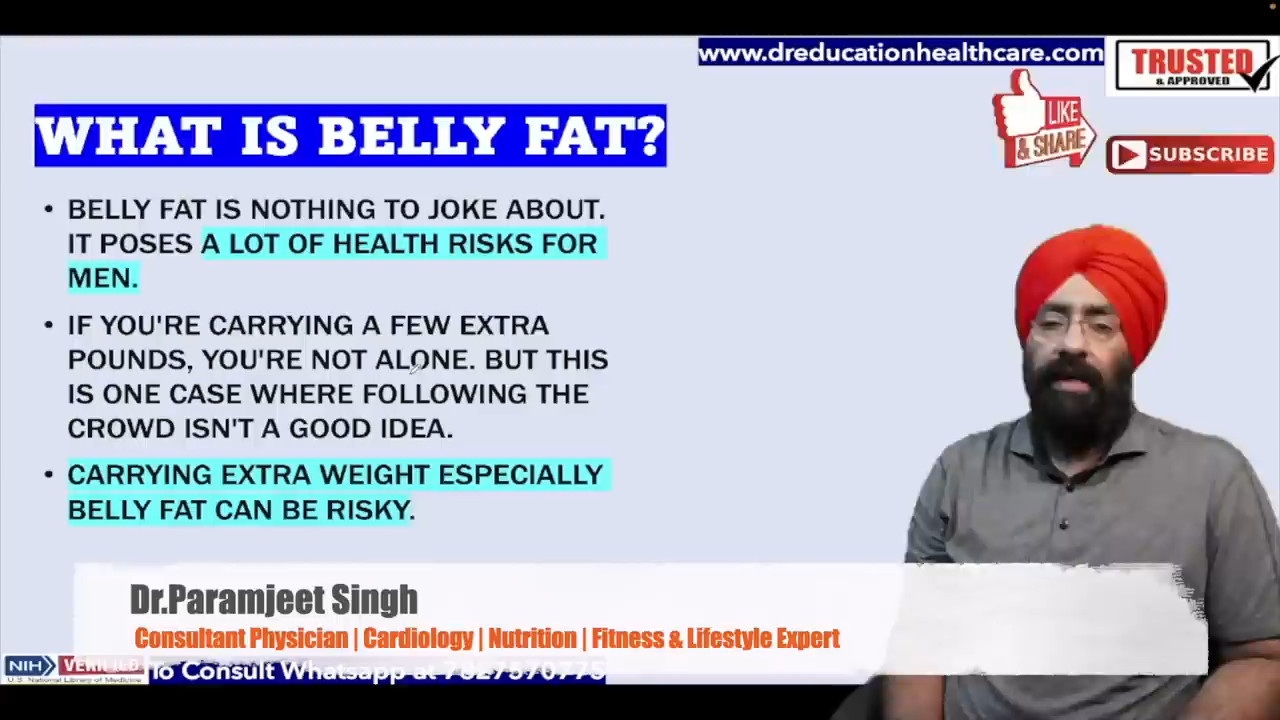 www.dreducationhealthcare.com
TRUSTED
& APPROVED
LIKE
& SHARE
SUBSCRIBE
WHAT IS BELLY FAT?
• BELLY FAT IS NOTHING TO JOKE ABOUT.
IT POSES A LOT OF HEALTH RISKS FOR
MEN.
• IF YOU'RE CARRYING A FEW EXTRA
POUNDS, YOU'RE NOT ALONE. BUT THIS
IS ONE CASE WHERE FOLLOWING THE
CROWD ISN'T A GOOD IDEA.
• CARRYING EXTRA WEIGHT ESPECIALLY
BELLY FAT CAN BE RISKY.
Dr.Paramjeet Singh
Consultant Physician | Cardiology | Nutrition | Fitness & Lifestyle Expert
NIH VERIFIED
U.S. National Library of Medicine
To Consult Whatsapp at